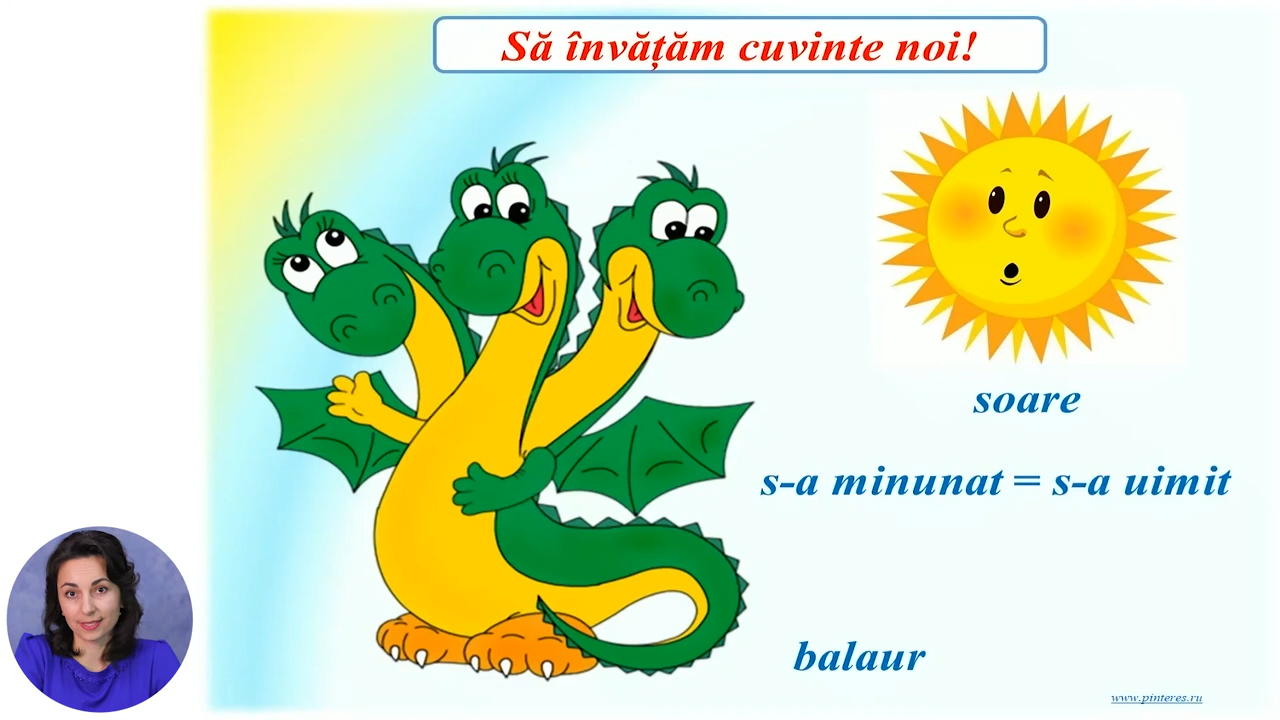 Să învățăm cuvinte noi!
soare
s-a minunat = s-a uimit
balaur
www.pinteres.ru